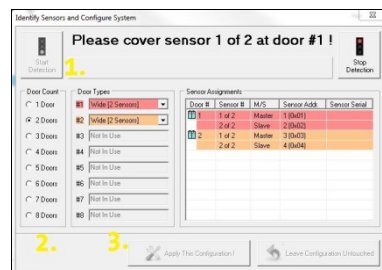 Identify Sensors and Configure System
Please cover sensor 1 of 2 at door #1 !
Start Detection
1.
Stop Detection
Door Count
Door Types
Sensor Assignments
1 Door
#1 Wide [2 Sensors]
2 Doors
#2 Wide [2 Sensors]
3 Doors
#3 Not In Use
4 Doors
#4 Not In Use
5 Doors
#5 Not In Use
6 Doors
#6 Not In Use
7 Doors
#7 Not In Use
8 Doors
#8 Not In Use
Door # Sensor # M/S Sensor Addr. Sensor Serial
1 1 of 2 Master 1 (0x01)
2 of 2 Slave 2 (0x02)
2 1 of 2 Master 3 (0x03)
2 of 2 Slave 4 (0x04)
2.
3.
Apply This Configuration !
Leave Configuration Untouched